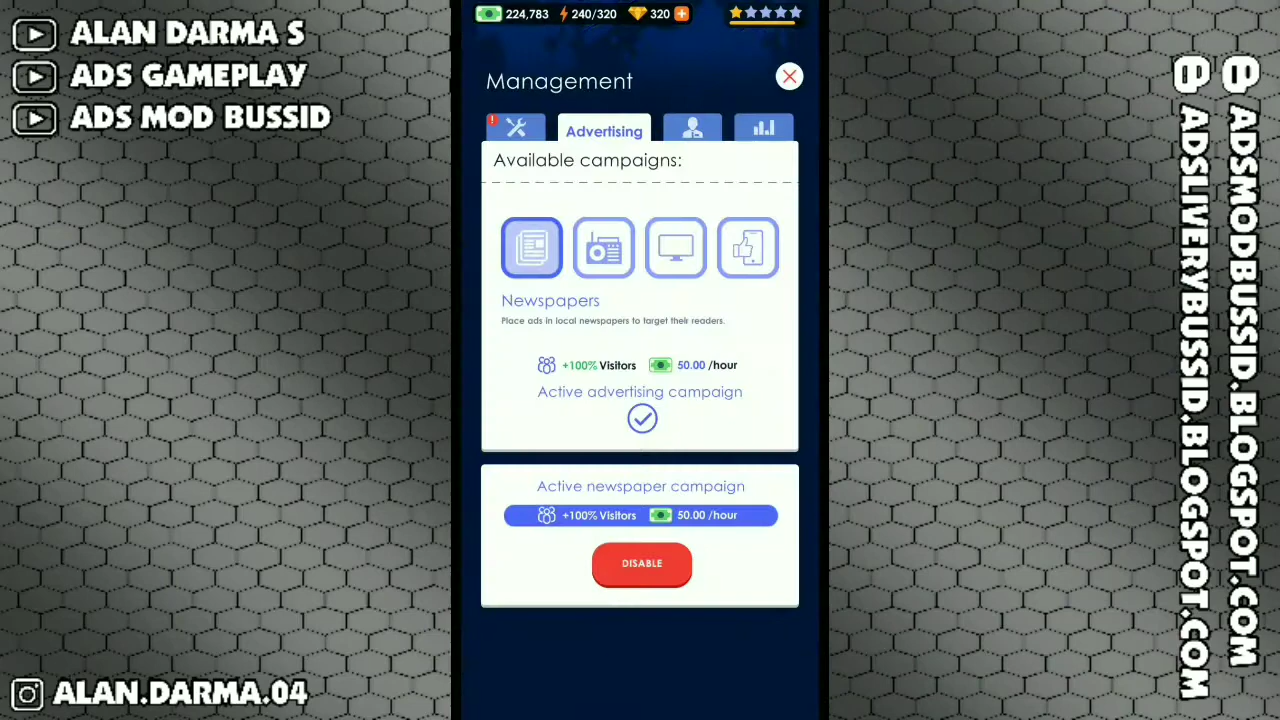 ALAN DARMA S
ADS GAMEPLAY
ADS MOD BUSSID
224,783
240/320
320
Management
!
Advertising
Available campaigns:
Newspapers
Place ads in local newspapers to target their readers.
+100% Visitors
50.00 /hour
Active advertising campaign
Active newspaper campaign
+100% Visitors
50.00 /hour
DISABLE
ADSMODBUSSID.BLOGSPOT.COM
ADSLIVERYBUSSID.BLOGSPOT.COM
ALAN.DARMA.04